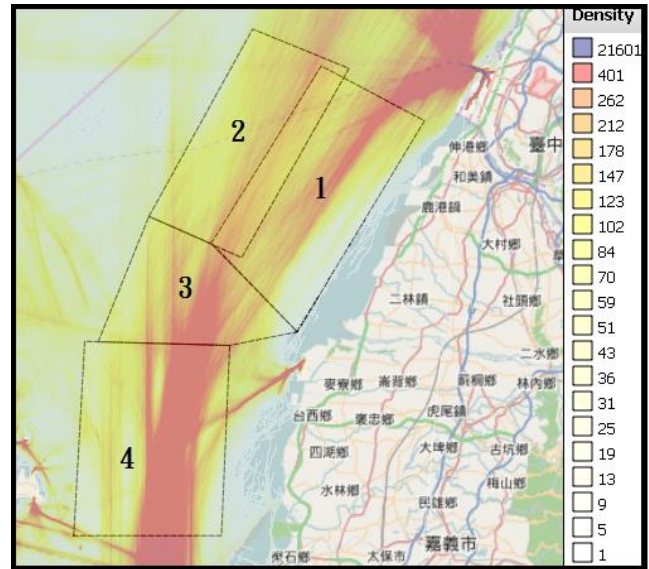 Density
21601
401
262
212
178
147
123
102
84
70
59
51
43
36
31
25
19
13
9
5
1
2
1
3
4
伸港鄉
臺中
和美鎮
鹿港鎮
大村鄉
二林鎮
社頭鄉
二水鄉
麥寮鄉
崙背鄉
莿桐鄉
林內鄉
台西鄉
褒忠鄉
虎尾鎮
四湖鄉
大埤鄉
古坑鄉
水林鄉
梅山鄉
民雄鄉
嘉義市
太保市